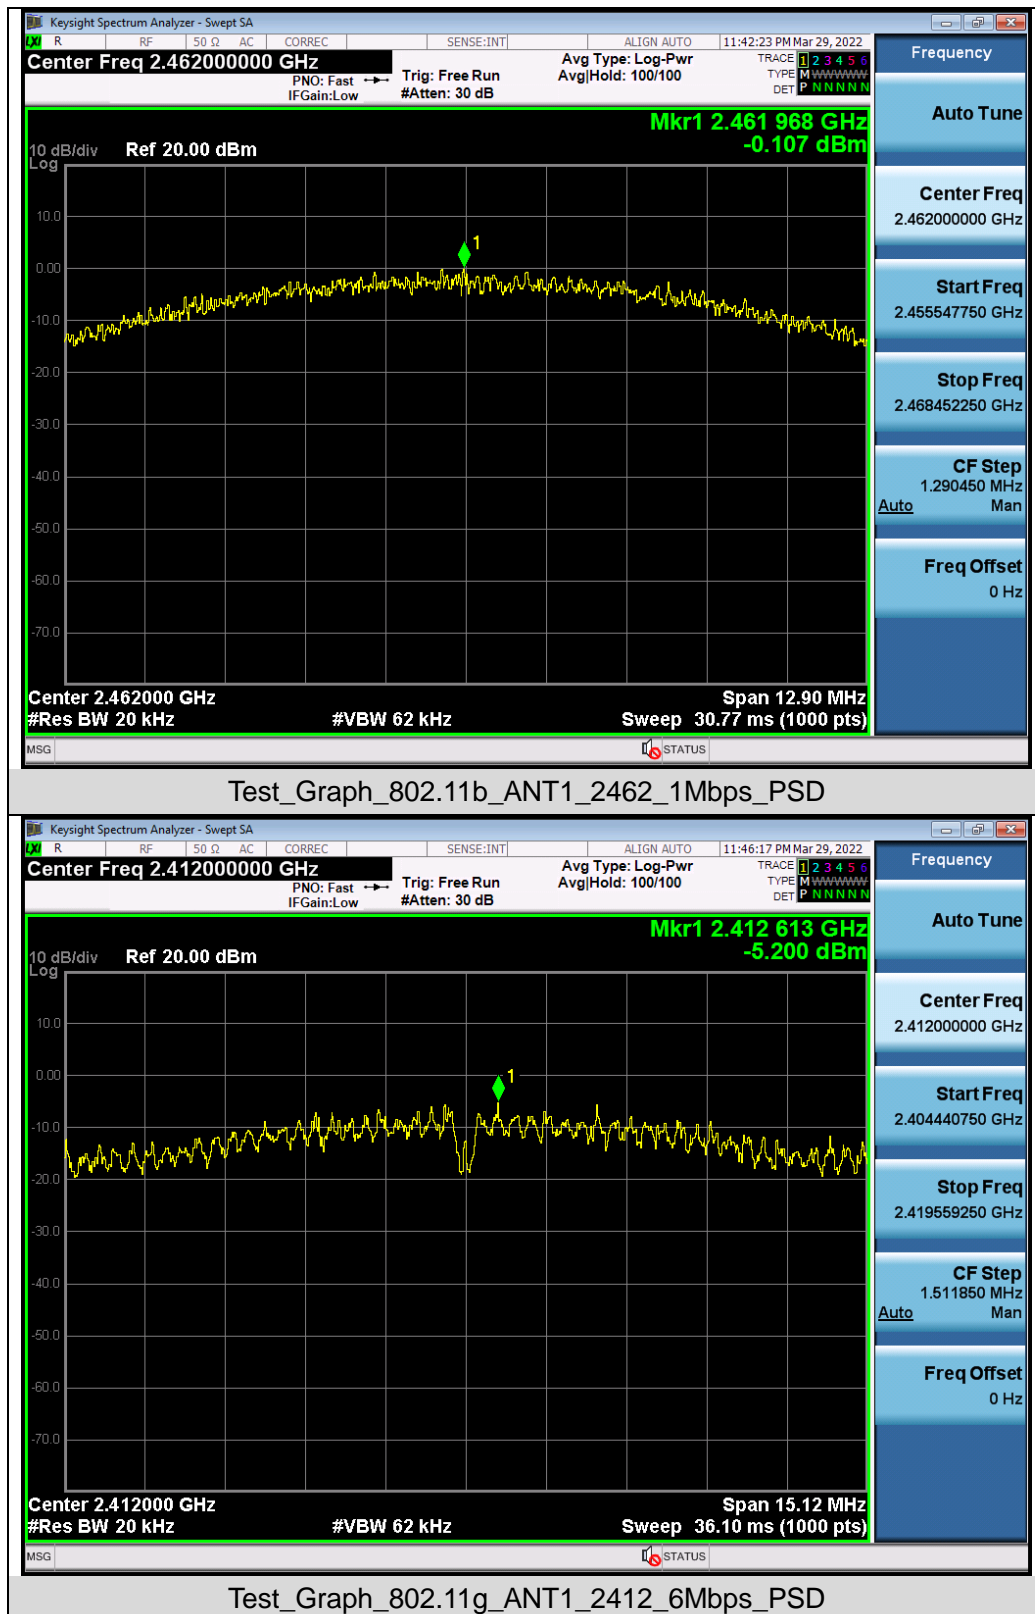 Keysight Spectrum Analyzer - Swept SA
LXI R RF 50 Ω AC CORREC SENSE:INT ALIGN AUTO 11:42:23 PM Mar 29, 2022
Center Freq 2.462000000 GHz
PNO: Fast
IFGain:Low
Trig: Free Run
#Atten: 30 dB
Avg Type: Log-Pwr
Avg|Hold: 100/100
TRACE 1 2 3 4 5 6
TYPE M WWWWW
DET P N N N N N
Mkr1 2.461 968 GHz
-0.107 dBm
10 dB/div Ref 20.00 dBm
Log
1
10.0
0.00
-10.0
-20.0
-30.0
-40.0
-50.0
-60.0
-70.0
Center 2.462000 GHz Span 12.90 MHz
#Res BW 20 kHz #VBW 62 kHz Sweep 30.77 ms (1000 pts)
MSG STATUS
Frequency
Auto Tune
Center Freq
2.462000000 GHz
Start Freq
2.455547750 GHz
Stop Freq
2.468452250 GHz
CF Step
1.290450 MHz
Auto Man
Freq Offset
0 Hz
Test_Graph_802.11b_ANT1_2462_1Mbps_PSD
Keysight Spectrum Analyzer - Swept SA
LXI R RF 50 Ω AC CORREC SENSE:INT ALIGN AUTO 11:46:17 PM Mar 29, 2022
Center Freq 2.412000000 GHz
PNO: Fast
IFGain:Low
Trig: Free Run
#Atten: 30 dB
Avg Type: Log-Pwr
Avg|Hold: 100/100
TRACE 1 2 3 4 5 6
TYPE M WWWWW
DET P N N N N N
Mkr1 2.412 613 GHz
-5.200 dBm
10 dB/div Ref 20.00 dBm
Log
1
10.0
0.00
-10.0
-20.0
-30.0
-40.0
-50.0
-60.0
-70.0
Center 2.412000 GHz Span 15.12 MHz
#Res BW 20 kHz #VBW 62 kHz Sweep 36.10 ms (1000 pts)
MSG STATUS
Frequency
Auto Tune
Center Freq
2.412000000 GHz
Start Freq
2.404440750 GHz
Stop Freq
2.419559250 GHz
CF Step
1.511850 MHz
Auto Man
Freq Offset
0 Hz
Test_Graph_802.11g_ANT1_2412_6Mbps_PSD